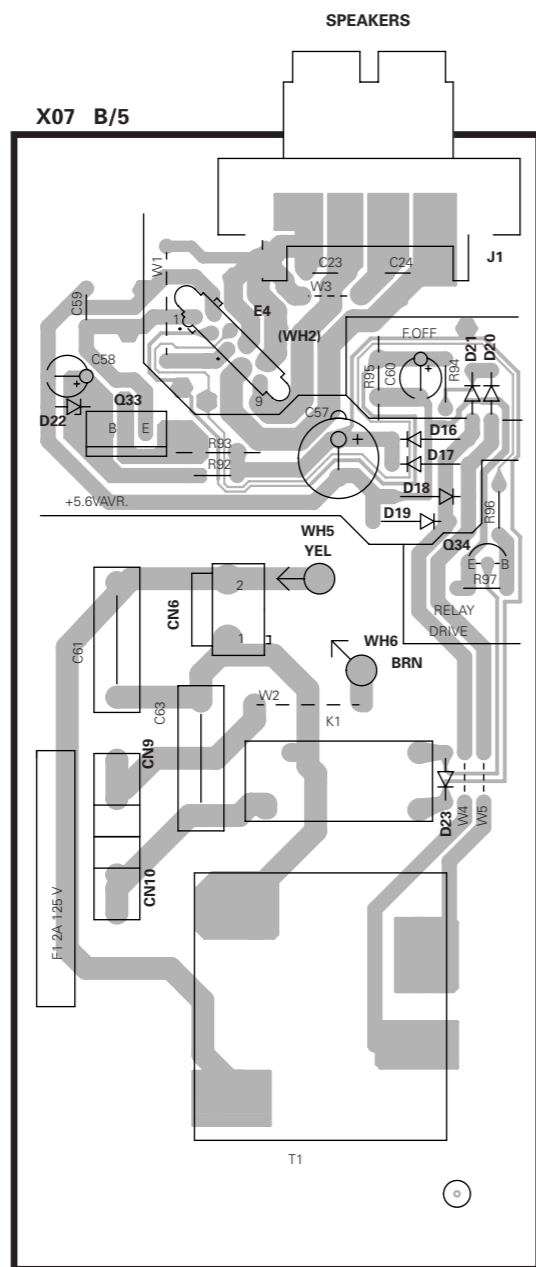 SPEAKERS
X07 B/5
J1
C23
C24
W1
W3
E4
(WH2)
C59
1
9
C58
D22
Q33
B
E
F.OFF
R95
C60
R94
D21
D20
C57
D16
D17
D18
D19
R93
R92
+5.6VAVR.
R96
Q34
E
B
R97
RELAY
DRIVE
WH5
YEL
CN6
2
1
WH6
BRN
C61
C63
W2
K1
CN9
CN10
D23
W4
W5
F1 2A 125 V
T1